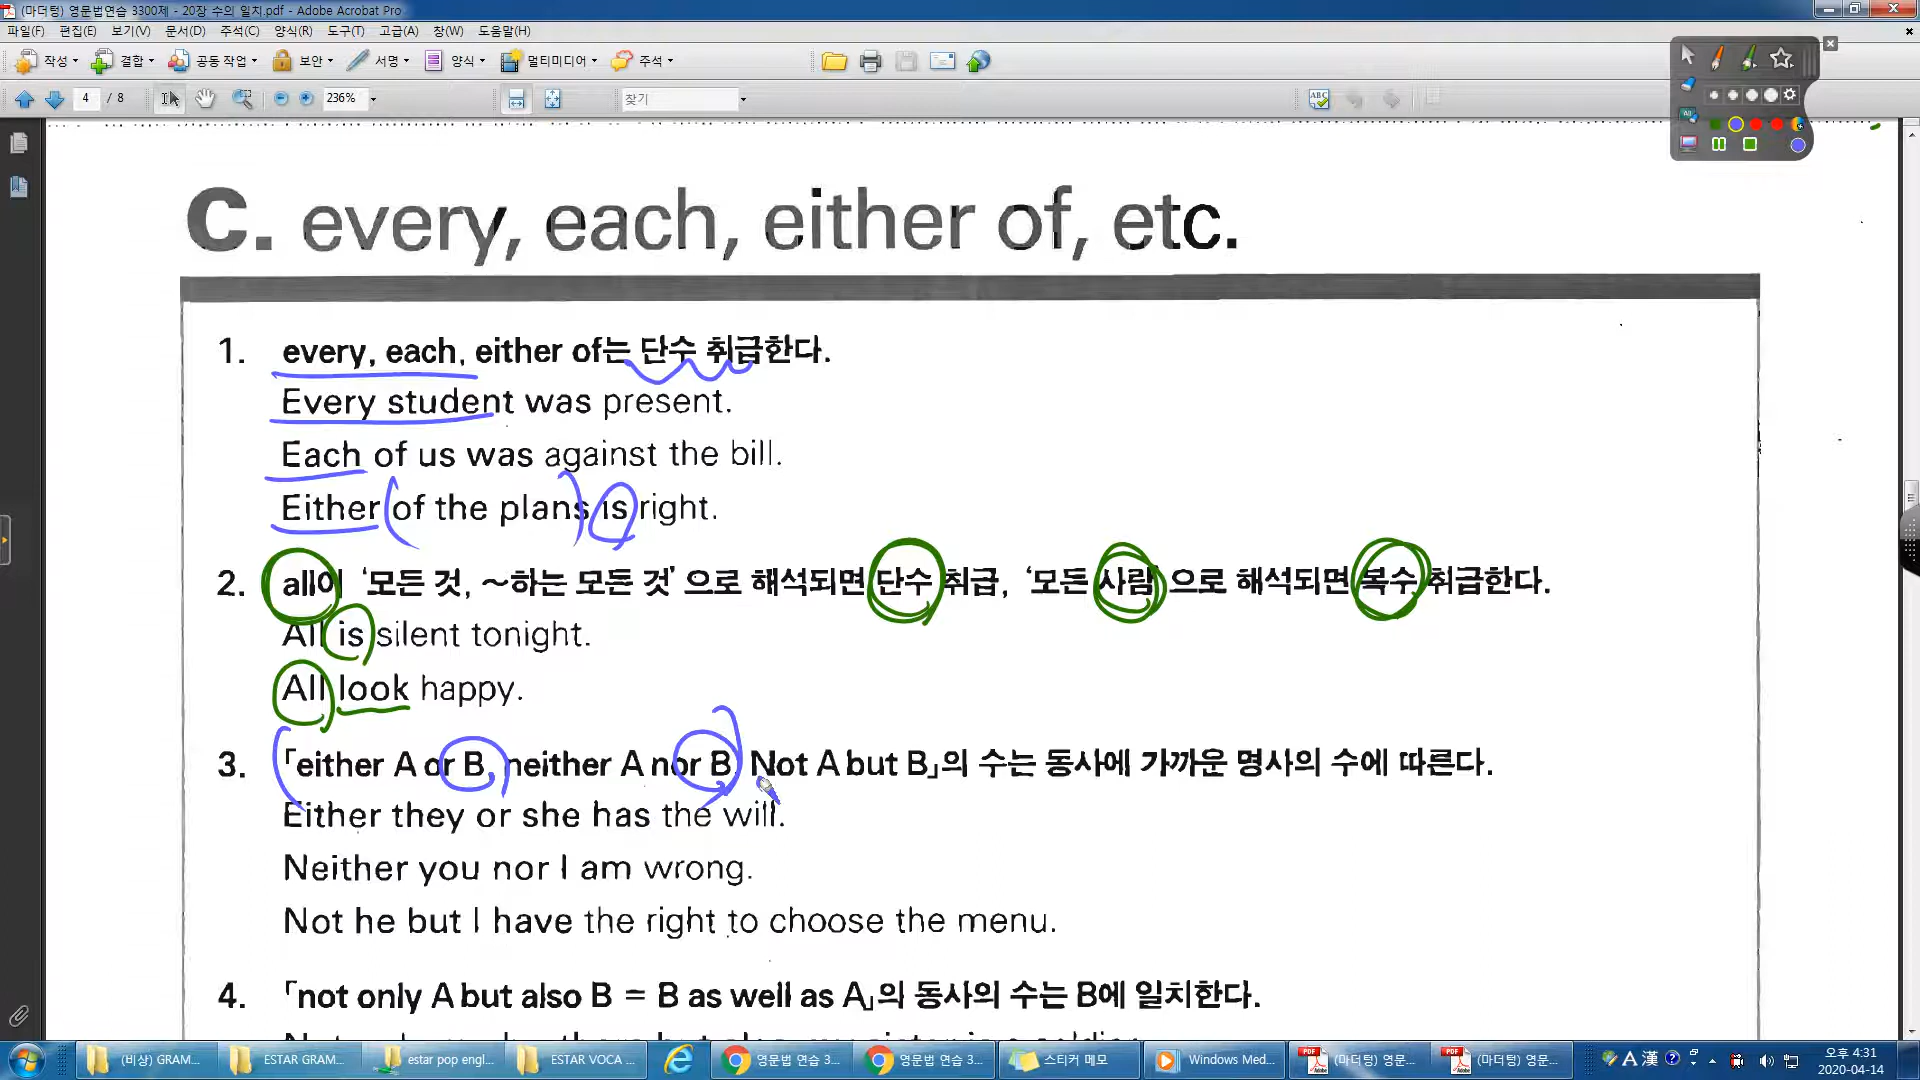 (마더텅) 영문법연습 3300제 - 20장 수의 일치.pdf - Adobe Acrobat Pro
파일(F) 편집(E) 보기(V) 문서(D) 주석(C) 양식(R) 도구(T) 고급(A) 창(W) 도움말(H)
작성 결합 공동 작업 보안 서명 양식 멀티미디어 주석
4 / 8 236% 찾기
C. every, each, either of, etc.
1. every, each, either of는 단수 취급한다.
Every student was present.
Each of us was against the bill.
Either of the plans is right.
2. all이 '모든 것, ~하는 모든 것'으로 해석되면 단수 취급, '모든 사람'으로 해석되면 복수 취급한다.
All is silent tonight.
All look happy.
3. 「either A or B, neither A nor B, Not A but B」의 수는 동사에 가까운 명사의 수에 따른다.
Either they or she has the will.
Neither you nor I am wrong.
Not he but I have the right to choose the menu.
4. 「not only A but also B = B as well as A」의 동사의 수는 B에 일치한다.
(비상) GRAM... ESTAR GRAM... estar pop engl... ESTAR VOCA ... 영문법 연습 3... 영문법 연습 3... 스티커 메모 Windows Med... (마더텅) 영문... (마더텅) 영문... A 漢 오후 4:31
2020-04-14